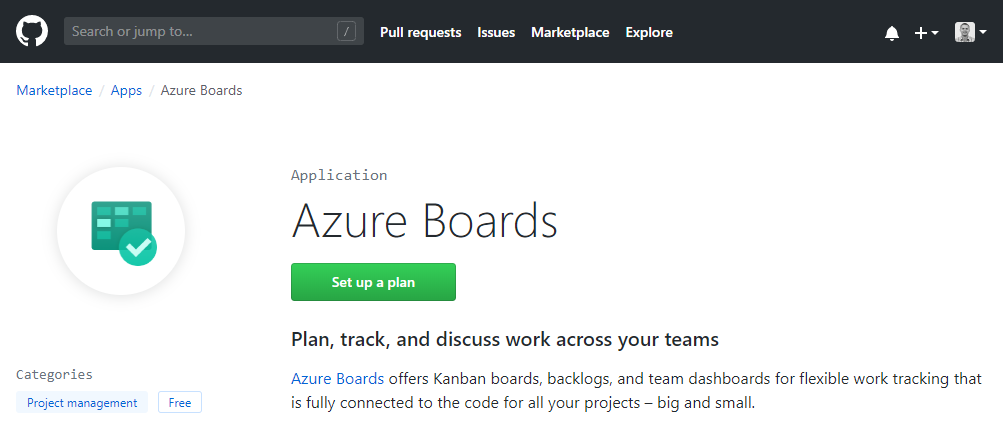 Search or jump to... /
Pull requests Issues Marketplace Explore
Marketplace / Apps / Azure Boards
Application
Azure Boards
Set up a plan
Plan, track, and discuss work across your teams
Azure Boards offers Kanban boards, backlogs, and team dashboards for flexible work tracking that
is fully connected to the code for all your projects – big and small.
Categories
Project management Free